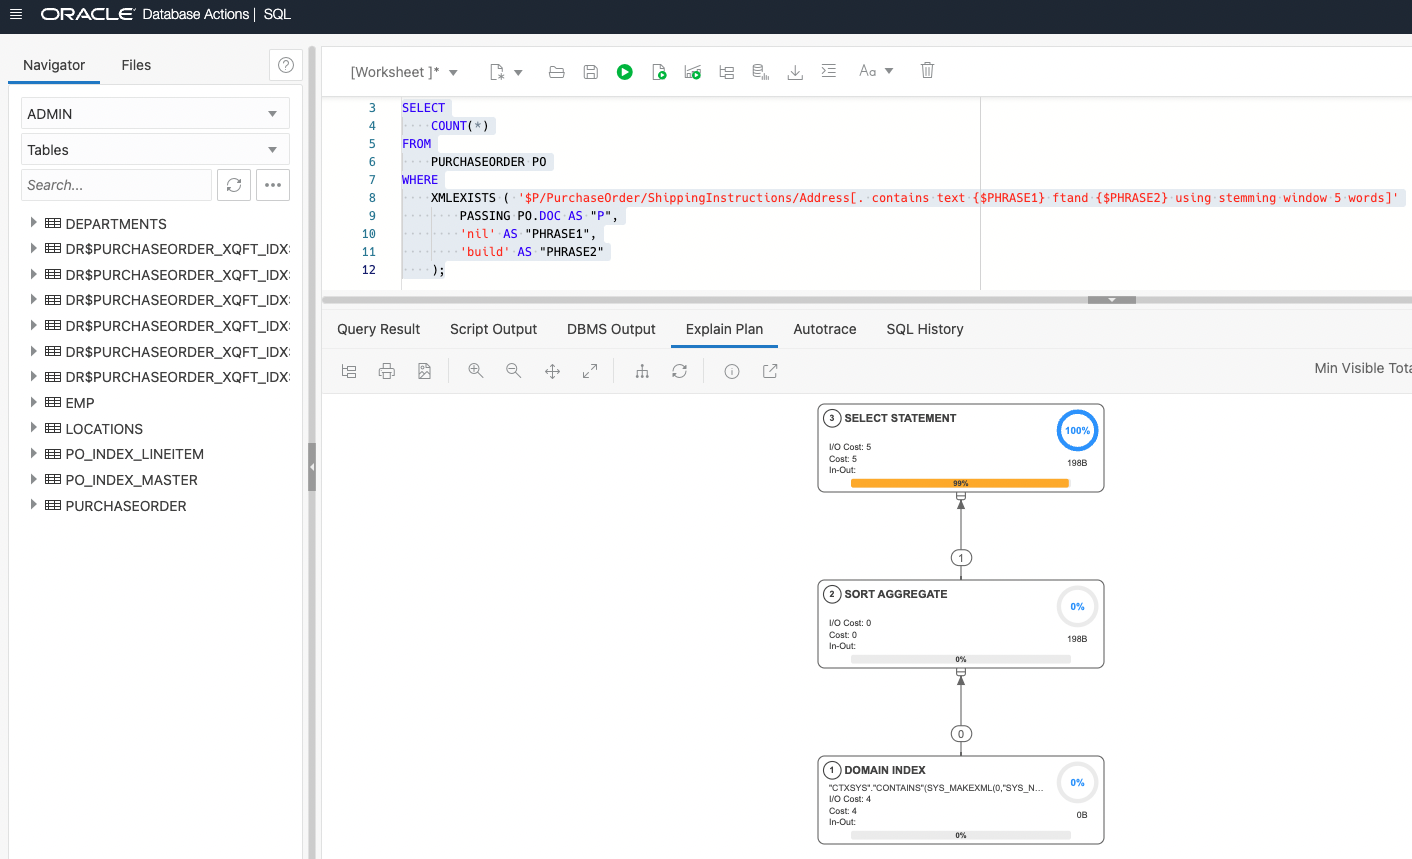 ORACLE Database Actions | SQL
Navigator Files
ADMIN
Tables
Search...
DEPARTMENTS
DR$PURCHASEORDER_XQFT_IDX
DR$PURCHASEORDER_XQFT_IDX
DR$PURCHASEORDER_XQFT_IDX
DR$PURCHASEORDER_XQFT_IDX
DR$PURCHASEORDER_XQFT_IDX
DR$PURCHASEORDER_XQFT_IDX
EMP
LOCATIONS
PO_INDEX_LINEITEM
PO_INDEX_MASTER
PURCHASEORDER
[Worksheet ]* Aa
3 SELECT
4 COUNT(*)
5 FROM
6 PURCHASEORDER PO
7 WHERE
8 XMLEXISTS ( '$P/PurchaseOrder/ShippingInstructions/Address[. contains text {$PHRASE1} ftand {$PHRASE2} using stemming window 5 words]'
9 PASSING PO.DOC AS "P",
10 'nil' AS "PHRASE1",
11 'build' AS "PHRASE2"
12 );
Query Result Script Output DBMS Output Explain Plan Autotrace SQL History
Min Visible Tota
3 SELECT STATEMENT
100%
I/O Cost: 5
Cost: 5
198B
In-Out:
99%
1
2 SORT AGGREGATE
0%
I/O Cost: 0
Cost: 0
198B
In-Out:
0%
0
1 DOMAIN INDEX
0%
"CTXSYS"."CONTAINS"(SYS_MAKEXML(0,"SYS_N...
I/O Cost: 4
Cost: 4
0B
In-Out:
0%